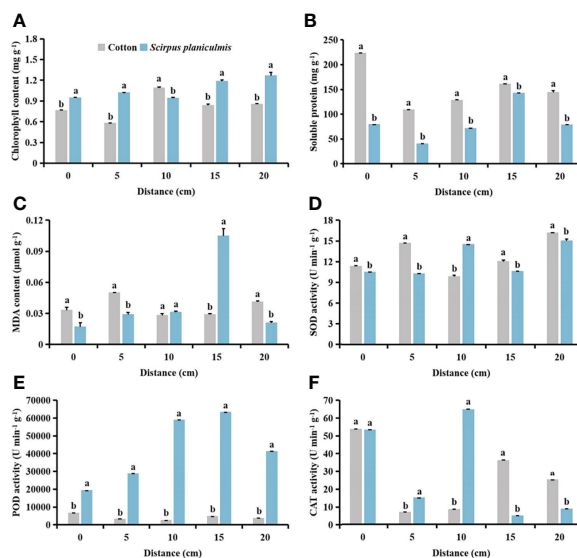 A
Cotton Scirpus planiculmis
Chlorophyll content (mg g⁻¹)
1.8
1.5
1.2
0.9
0.6
0.3
0
b a b a a b b a b a
0 5 10 15 20
Distance (cm)
B
Soluble protein (mg g⁻¹)
250
200
150
100
50
0
a b a b a b a b a b
0 5 10 15 20
Distance (cm)
C
MDA content (μmol g⁻¹)
0.12
0.09
0.06
0.03
0.00
a b a b a a b a a b
0 5 10 15 20
Distance (cm)
D
SOD activity (U min⁻¹ g⁻¹)
18
15
12
9
6
3
0
a b a b b a a b a b
0 5 10 15 20
Distance (cm)
E
POD activity (U min⁻¹ g⁻¹)
70000
60000
50000
40000
30000
20000
10000
0
b a b a b a b a b a
0 5 10 15 20
Distance (cm)
F
CAT activity (U min⁻¹ g⁻¹)
70
60
50
40
30
20
10
0
a a b a b a a b a b
0 5 10 15 20
Distance (cm)